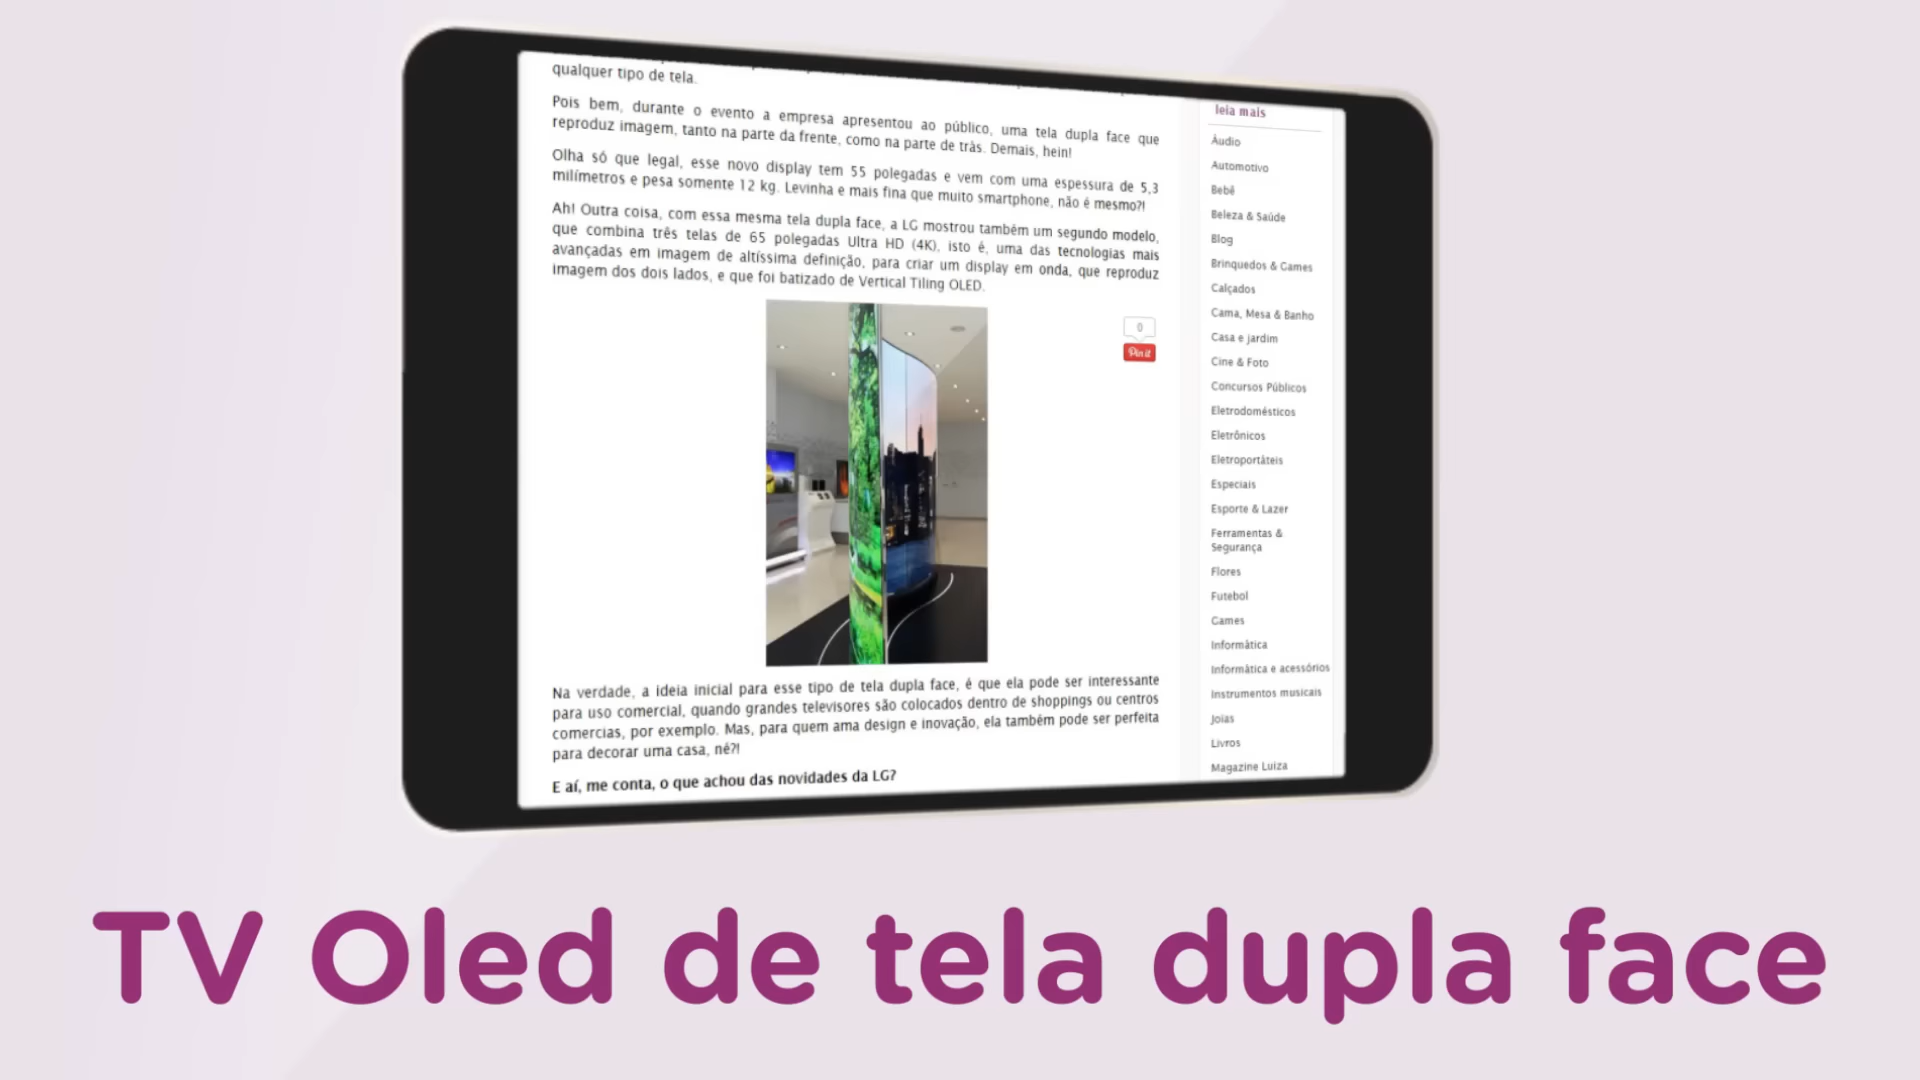 qualquer tipo de tela.
Pois bem, durante o evento a empresa apresentou ao público, uma tela dupla face que
reproduz imagem, tanto na parte da frente, como na parte de trás. Demais, hein!
Olha só que legal, esse novo display tem 55 polegadas e vem com uma espessura de 5,3
milímetros e pesa somente 12 kg. Levinha e mais fina que muito smartphone, não é mesmo?!
Ah! Outra coisa, com essa mesma tela dupla face, a LG mostrou também um segundo modelo,
que combina três telas de 65 polegadas Ultra HD (4K), isto é, uma das tecnologias mais
avançadas em imagem de altíssima definição, para criar um display em onda, que reproduz
imagem dos dois lados, e que foi batizado de Vertical Tiling OLED.
0
Pin it
Na verdade, a ideia inicial para esse tipo de tela dupla face, é que ela pode ser interessante
para uso comercial, quando grandes televisores são colocados dentro de shoppings ou centros
comercias, por exemplo. Mas, para quem ama design e inovação, ela também pode ser perfeita
para decorar uma casa, né?!
E aí, me conta, o que achou das novidades da LG?
leia mais
Áudio
Automotivo
Bebê
Beleza & Saúde
Blog
Brinquedos & Games
Calçados
Cama, Mesa & Banho
Casa e jardim
Cine & Foto
Concursos Públicos
Eletrodomésticos
Eletrônicos
Eletroportáteis
Especiais
Esporte & Lazer
Ferramentas &
Segurança
Flores
Futebol
Games
Informática
Informática e acessórios
Instrumentos musicais
Joias
Livros
Magazine Luiza
TV Oled de tela dupla face